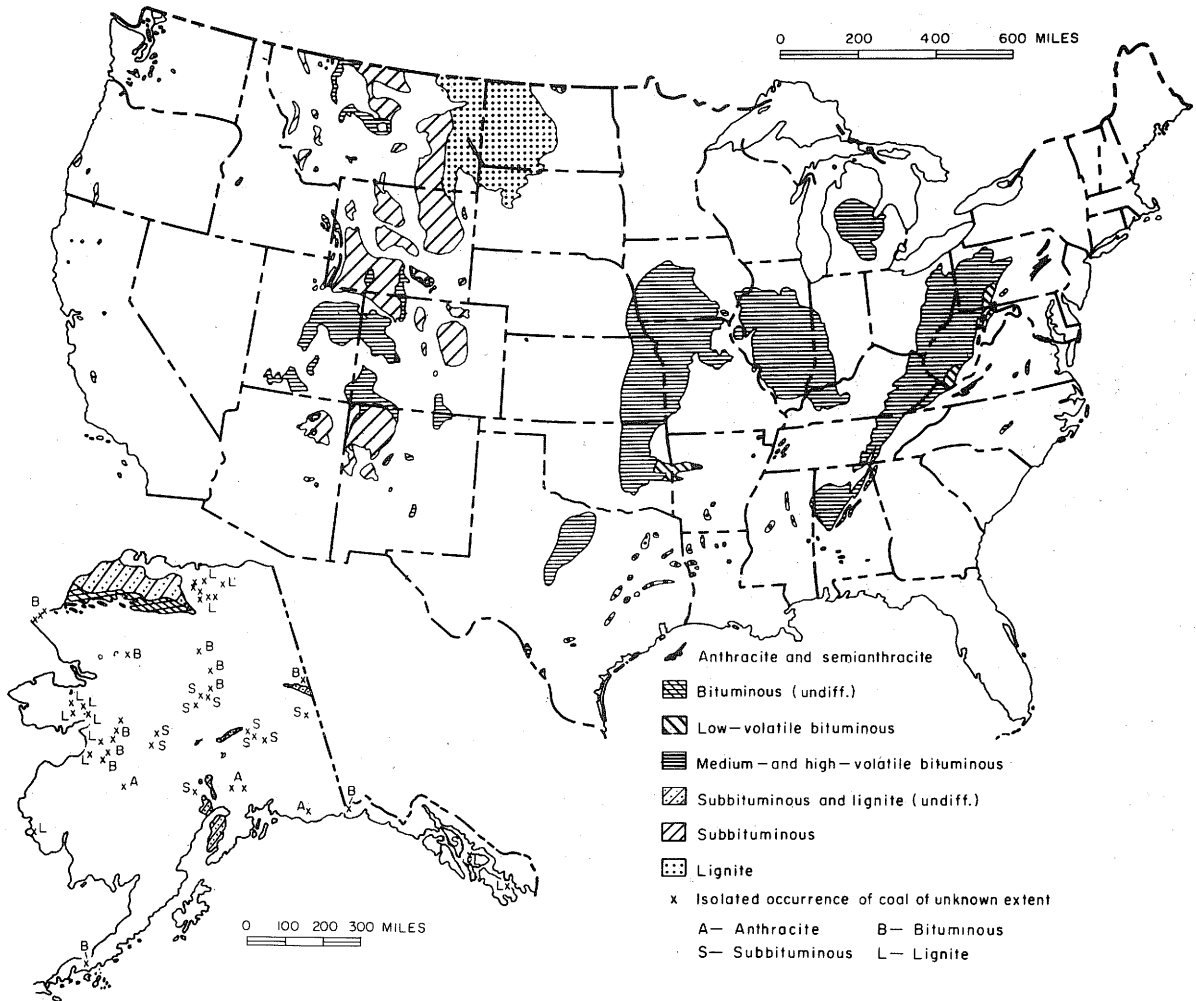 0 200 400 600 MILES
Anthracite and semianthracite
Bituminous (undiff.)
Low-volatile bituminous
Medium-and high-volatile bituminous
Subbituminous and lignite (undiff.)
Subbituminous
Lignite
x Isolated occurrence of coal of unknown extent
A— Anthracite B— Bituminous
S— Subbituminous L— Lignite
0 100 200 300 MILES
L
L
L
B
B
B
B
B
S
S
S
L
L
L
L
S
S
S
S
S
L
B
L
B
A
S
A
A
B
L
L
L
B